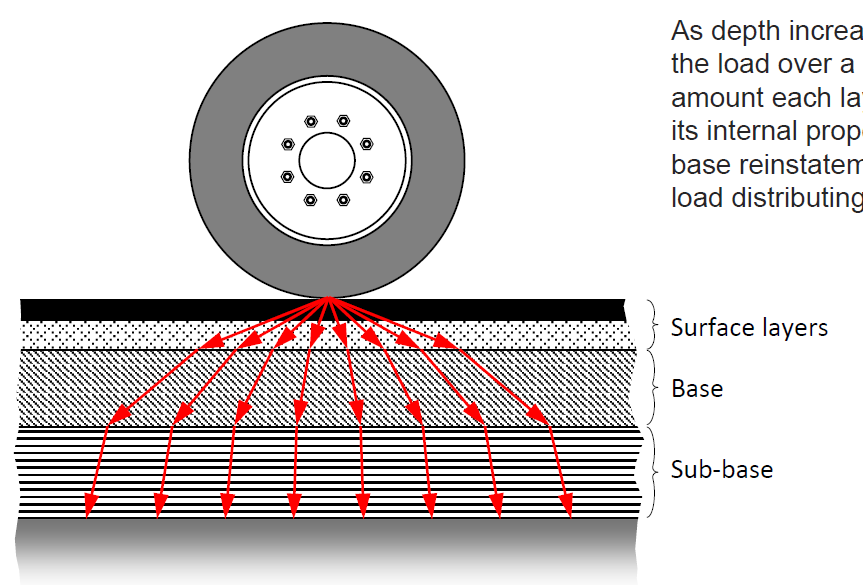 As depth increa
the load over a
amount each la
its internal prop
base reinstatem
load distributing
Surface layers
Base
Sub-base